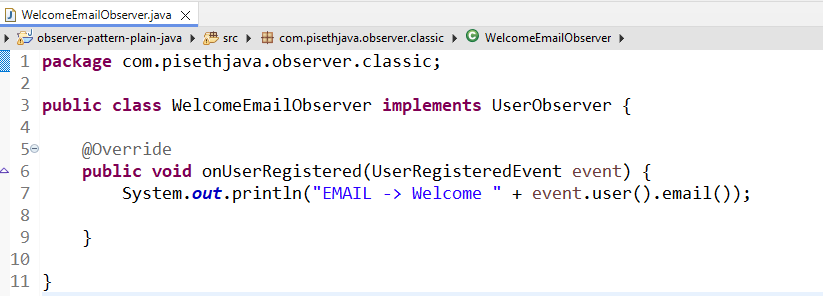 WelcomeEmailObserver.java
observer-pattern-plain-java src com.pisethjava.observer.classic WelcomeEmailObserver
1 package com.pisethjava.observer.classic;
2
3 public class WelcomeEmailObserver implements UserObserver {
4
5 @Override
6 public void onUserRegistered(UserRegisteredEvent event) {
7 System.out.println("EMAIL -> Welcome " + event.user().email());
8
9 }
10
11 }